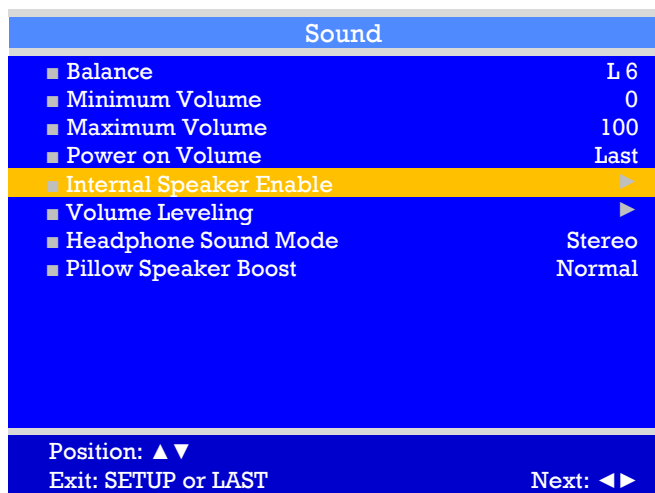 Sound
■ Balance L 6
■ Minimum Volume 0
■ Maximum Volume 100
■ Power on Volume Last
■ Internal Speaker Enable ►
■ Volume Leveling ►
■ Headphone Sound Mode Stereo
■ Pillow Speaker Boost Normal
Position: ▲▼
Exit: SETUP or LAST Next: ◄►